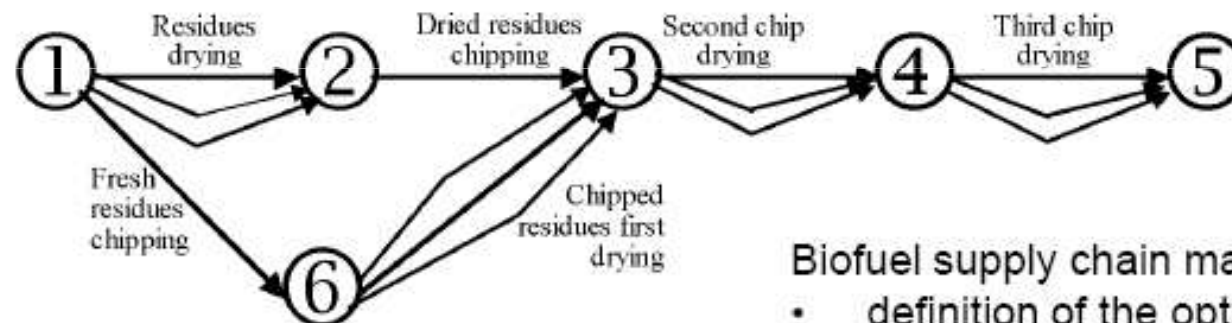 Residues
drying
Dried residues
chipping
Second chip
drying
Third chip
drying
1
2
3
4
5
Fresh
residues
chipping
Chipped
residues first
drying
6
Biofuel supply chain ma
• definition of the opt